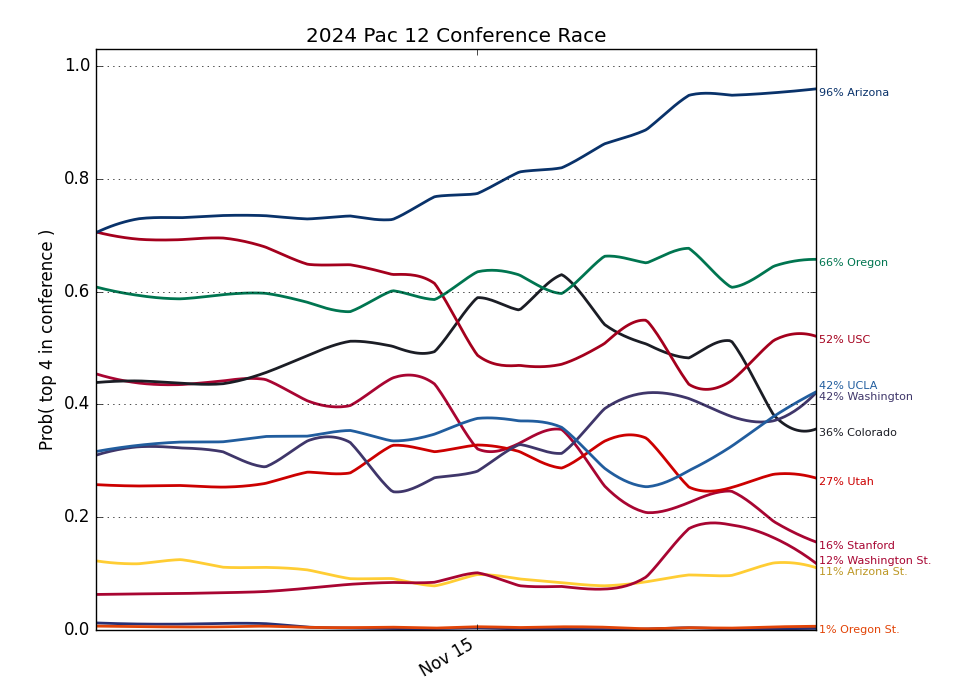 2024 Pac 12 Conference Race
Prob( top 4 in conference )
1.0
0.8
0.6
0.4
0.2
0.0
Nov 15
96% Arizona
66% Oregon
52% USC
42% UCLA
42% Washington
36% Colorado
27% Utah
16% Stanford
12% Washington St.
11% Arizona St.
1% Oregon St.